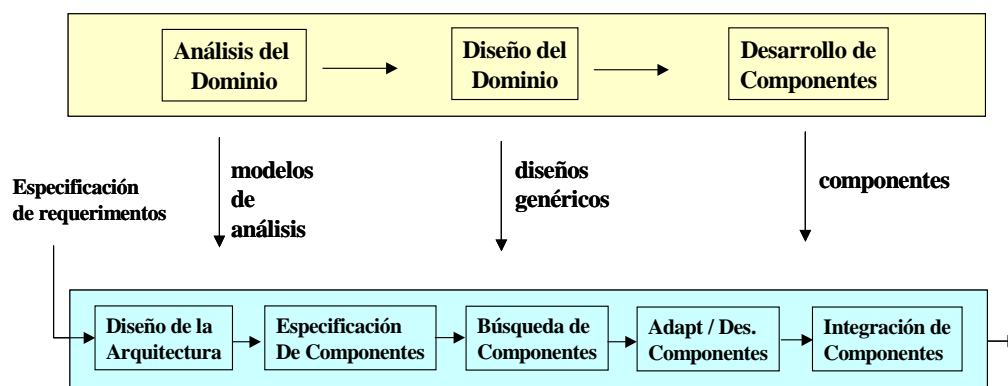 Análisis del
Dominio
Diseño del
Dominio
Desarrollo de
Componentes
Especificación
de requerimentos
modelos
de
análisis
diseños
genéricos
componentes
Diseño de la
Arquitectura
Especificación
De Componentes
Búsqueda de
Componentes
Adapt / Des.
Componentes
Integración de
Componentes